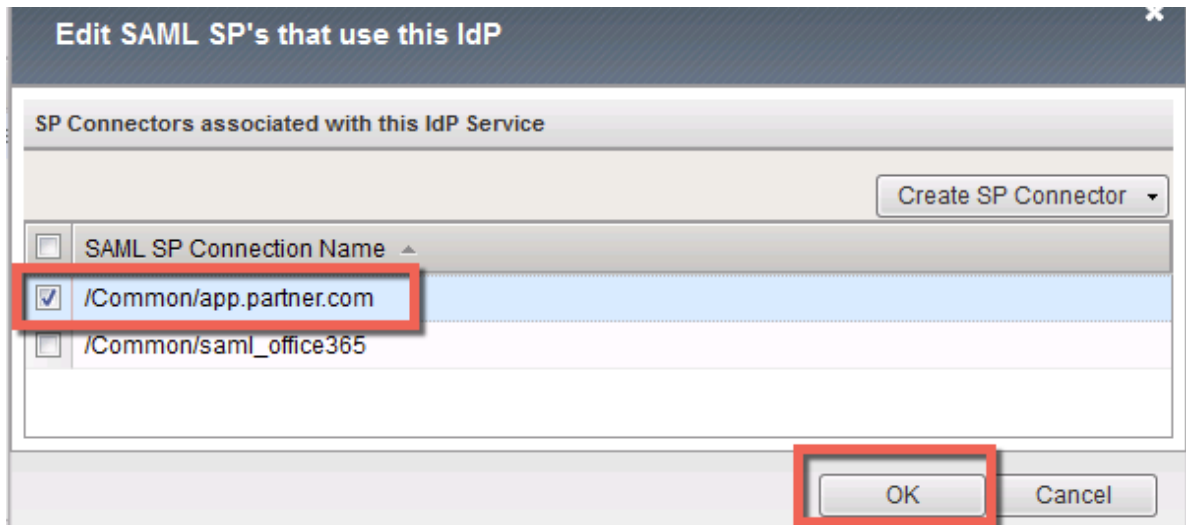 Edit SAML SP's that use this IdP
SP Connectors associated with this IdP Service
Create SP Connector
SAML SP Connection Name
/Common/app.partner.com
/Common/saml_office365
OK Cancel